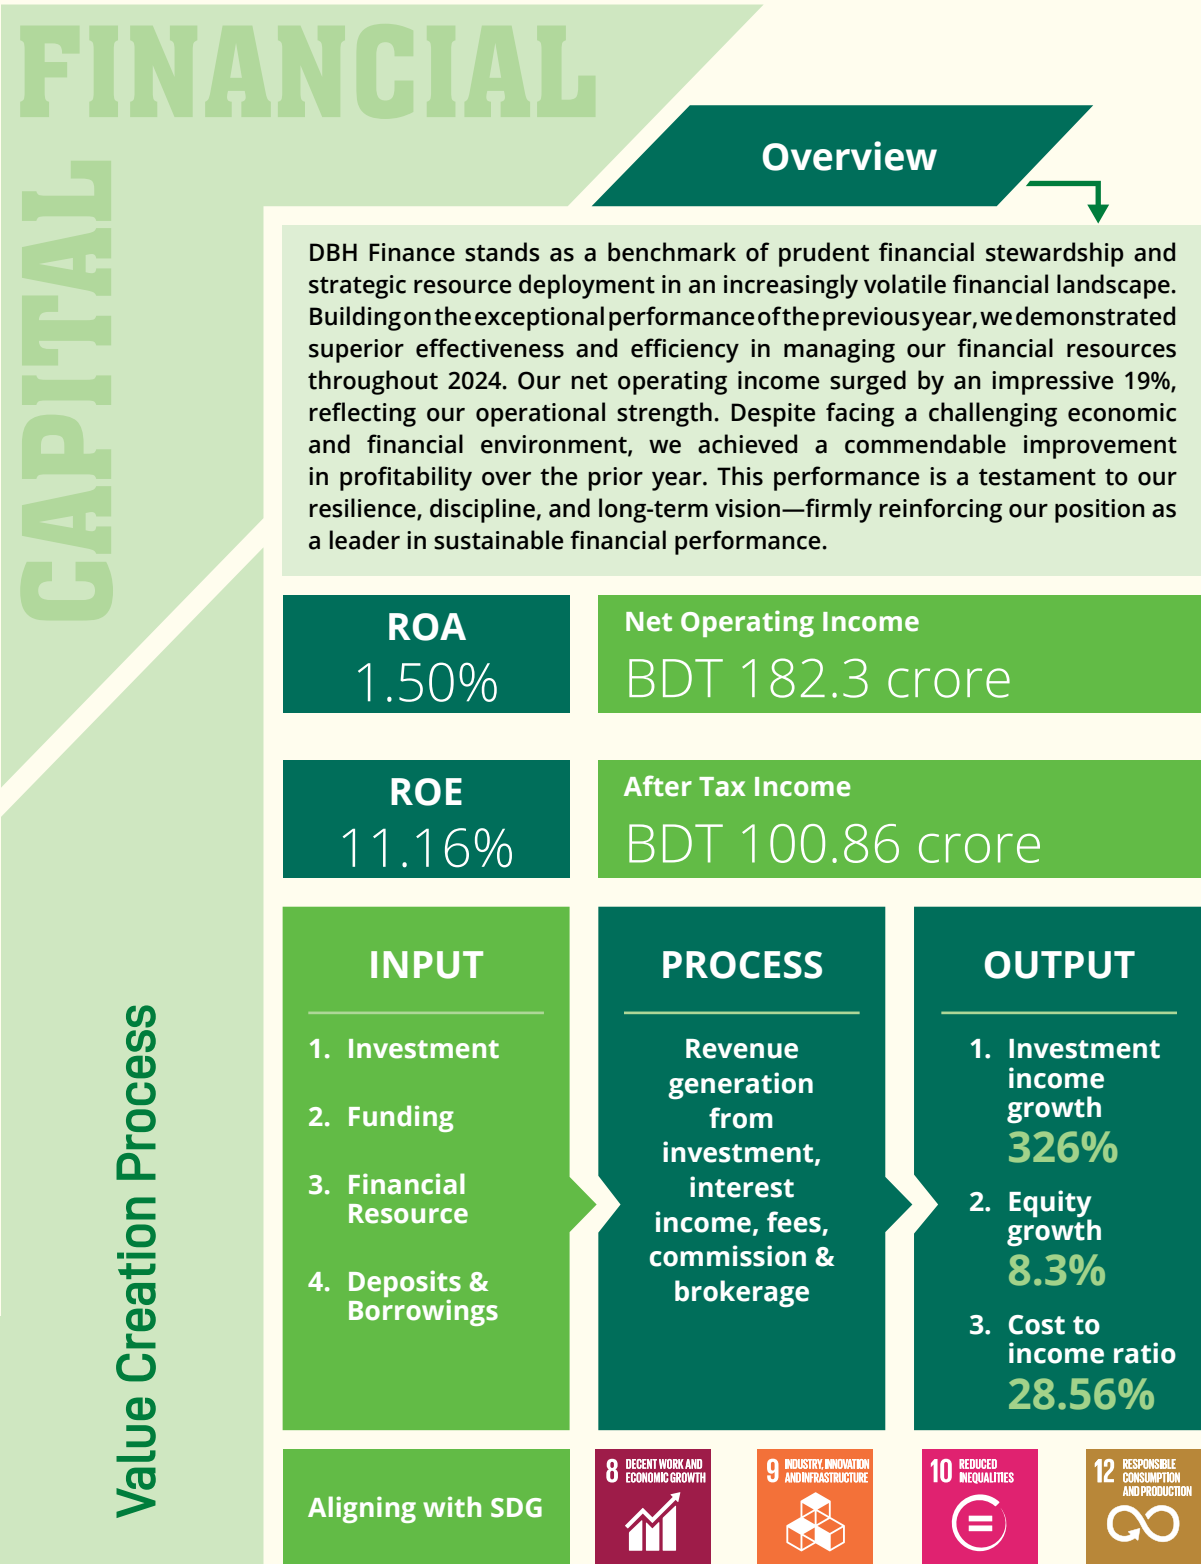 FINANCIAL
CAPITAL
Overview
DBH Finance stands as a benchmark of prudent financial stewardship and
strategic resource deployment in an increasingly volatile financial landscape.
Building on the exceptional performance of the previous year, we demonstrated
superior effectiveness and efficiency in managing our financial resources
throughout 2024. Our net operating income surged by an impressive 19%,
reflecting our operational strength. Despite facing a challenging economic
and financial environment, we achieved a commendable improvement
in profitability over the prior year. This performance is a testament to our
resilience, discipline, and long-term vision—firmly reinforcing our position as
a leader in sustainable financial performance.
ROA
1.50%
Net Operating Income
BDT 182.3 crore
ROE
11.16%
After Tax Income
BDT 100.86 crore
Value Creation Process
INPUT
1. Investment
2. Funding
3. Financial
Resource
4. Deposits &
Borrowings
PROCESS
Revenue
generation
from
investment,
interest
income, fees,
commission &
brokerage
OUTPUT
1. Investment
income
growth
326%
2. Equity
growth
8.3%
3. Cost to
income ratio
28.56%
Aligning with SDG
8 DECENT WORK AND
ECONOMIC GROWTH
9 INDUSTRY, INNOVATION
AND INFRASTRUCTURE
10 REDUCED
INEQUALITIES
12 RESPONSIBLE
CONSUMPTION
AND PRODUCTION